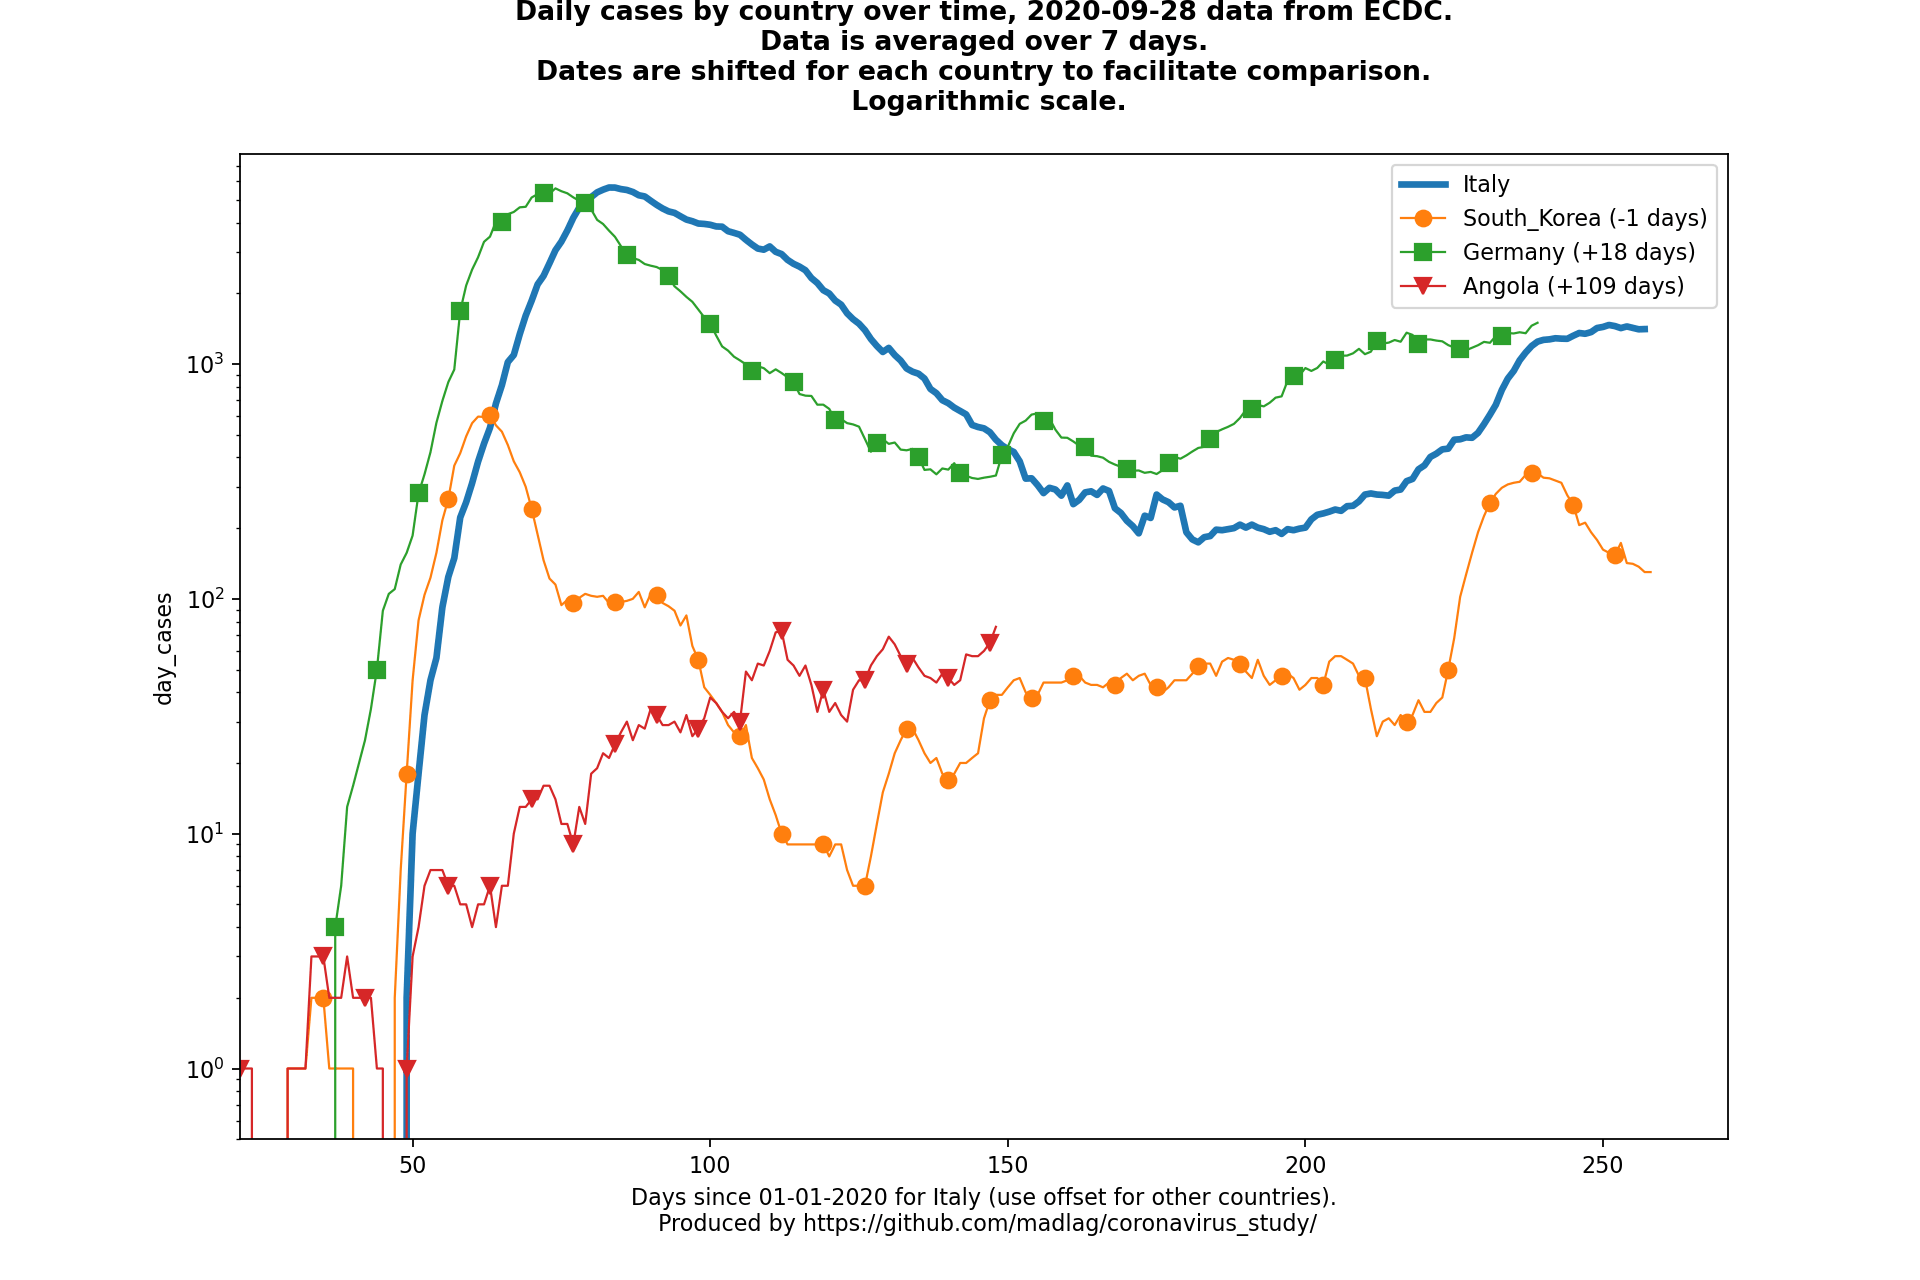 Daily cases by country over time, 2020-09-28 data from ECDC.
Data is averaged over 7 days.
Dates are shifted for each country to facilitate comparison.
Logarithmic scale.
Italy
South_Korea (-1 days)
Germany (+18 days)
Angola (+109 days)
day_cases
10³
10²
10¹
10⁰
50
100
150
200
250
Days since 01-01-2020 for Italy (use offset for other countries).
Produced by https://github.com/madlag/coronavirus_study/